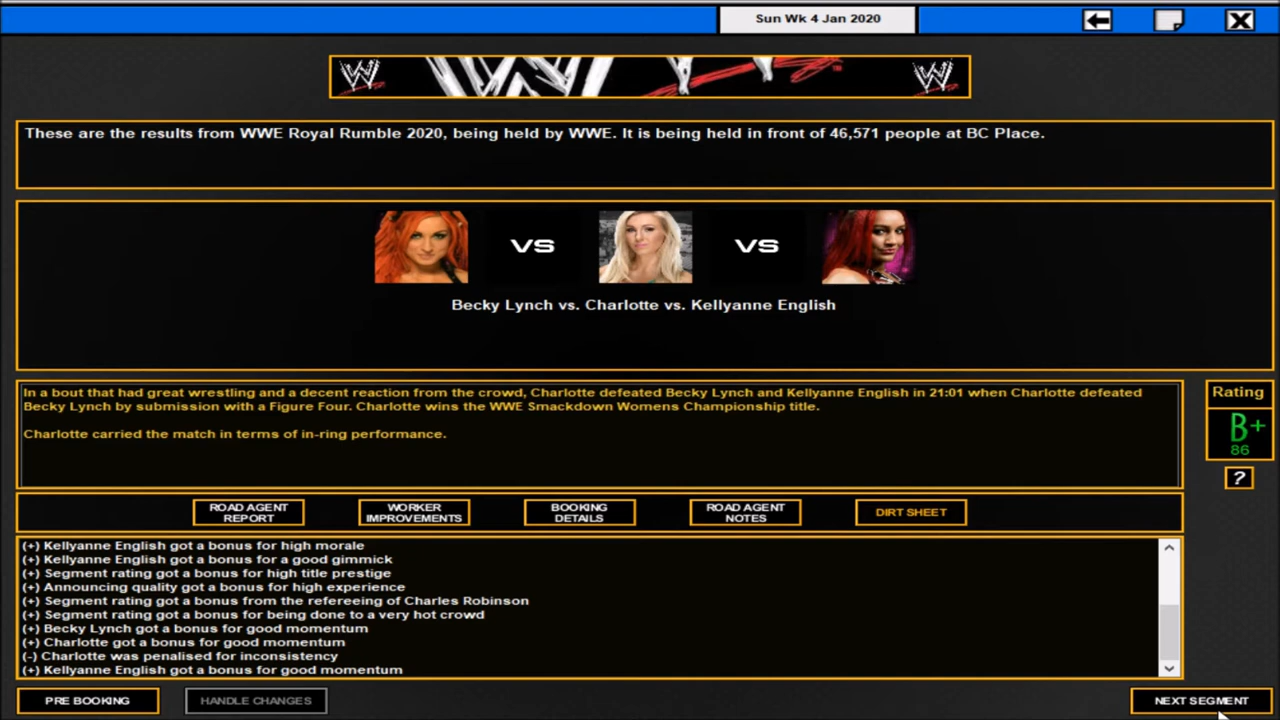 Sun Wk 4 Jan 2020
These are the results from WWE Royal Rumble 2020, being held by WWE. It is being held in front of 46,571 people at BC Place.
VS VS
Becky Lynch vs. Charlotte vs. Kellyanne English
In a bout that had great wrestling and a decent reaction from the crowd, Charlotte defeated Becky Lynch and Kellyanne English in 21:01 when Charlotte defeated
Becky Lynch by submission with a Figure Four. Charlotte wins the WWE Smackdown Womens Championship title.
Charlotte carried the match in terms of in-ring performance.
Rating
B+
86
?
ROAD AGENT REPORT
WORKER IMPROVEMENTS
BOOKING DETAILS
ROAD AGENT NOTES
DIRT SHEET
(+) Kellyanne English got a bonus for high morale
(+) Kellyanne English got a bonus for a good gimmick
(+) Segment rating got a bonus for high title prestige
(+) Announcing quality got a bonus for high experience
(+) Segment rating got a bonus from the refereeing of Charles Robinson
(+) Segment rating got a bonus for being done to a very hot crowd
(+) Becky Lynch got a bonus for good momentum
(+) Charlotte got a bonus for good momentum
(-) Charlotte was penalised for inconsistency
(+) Kellyanne English got a bonus for good momentum
PRE BOOKING
HANDLE CHANGES
NEXT SEGMENT